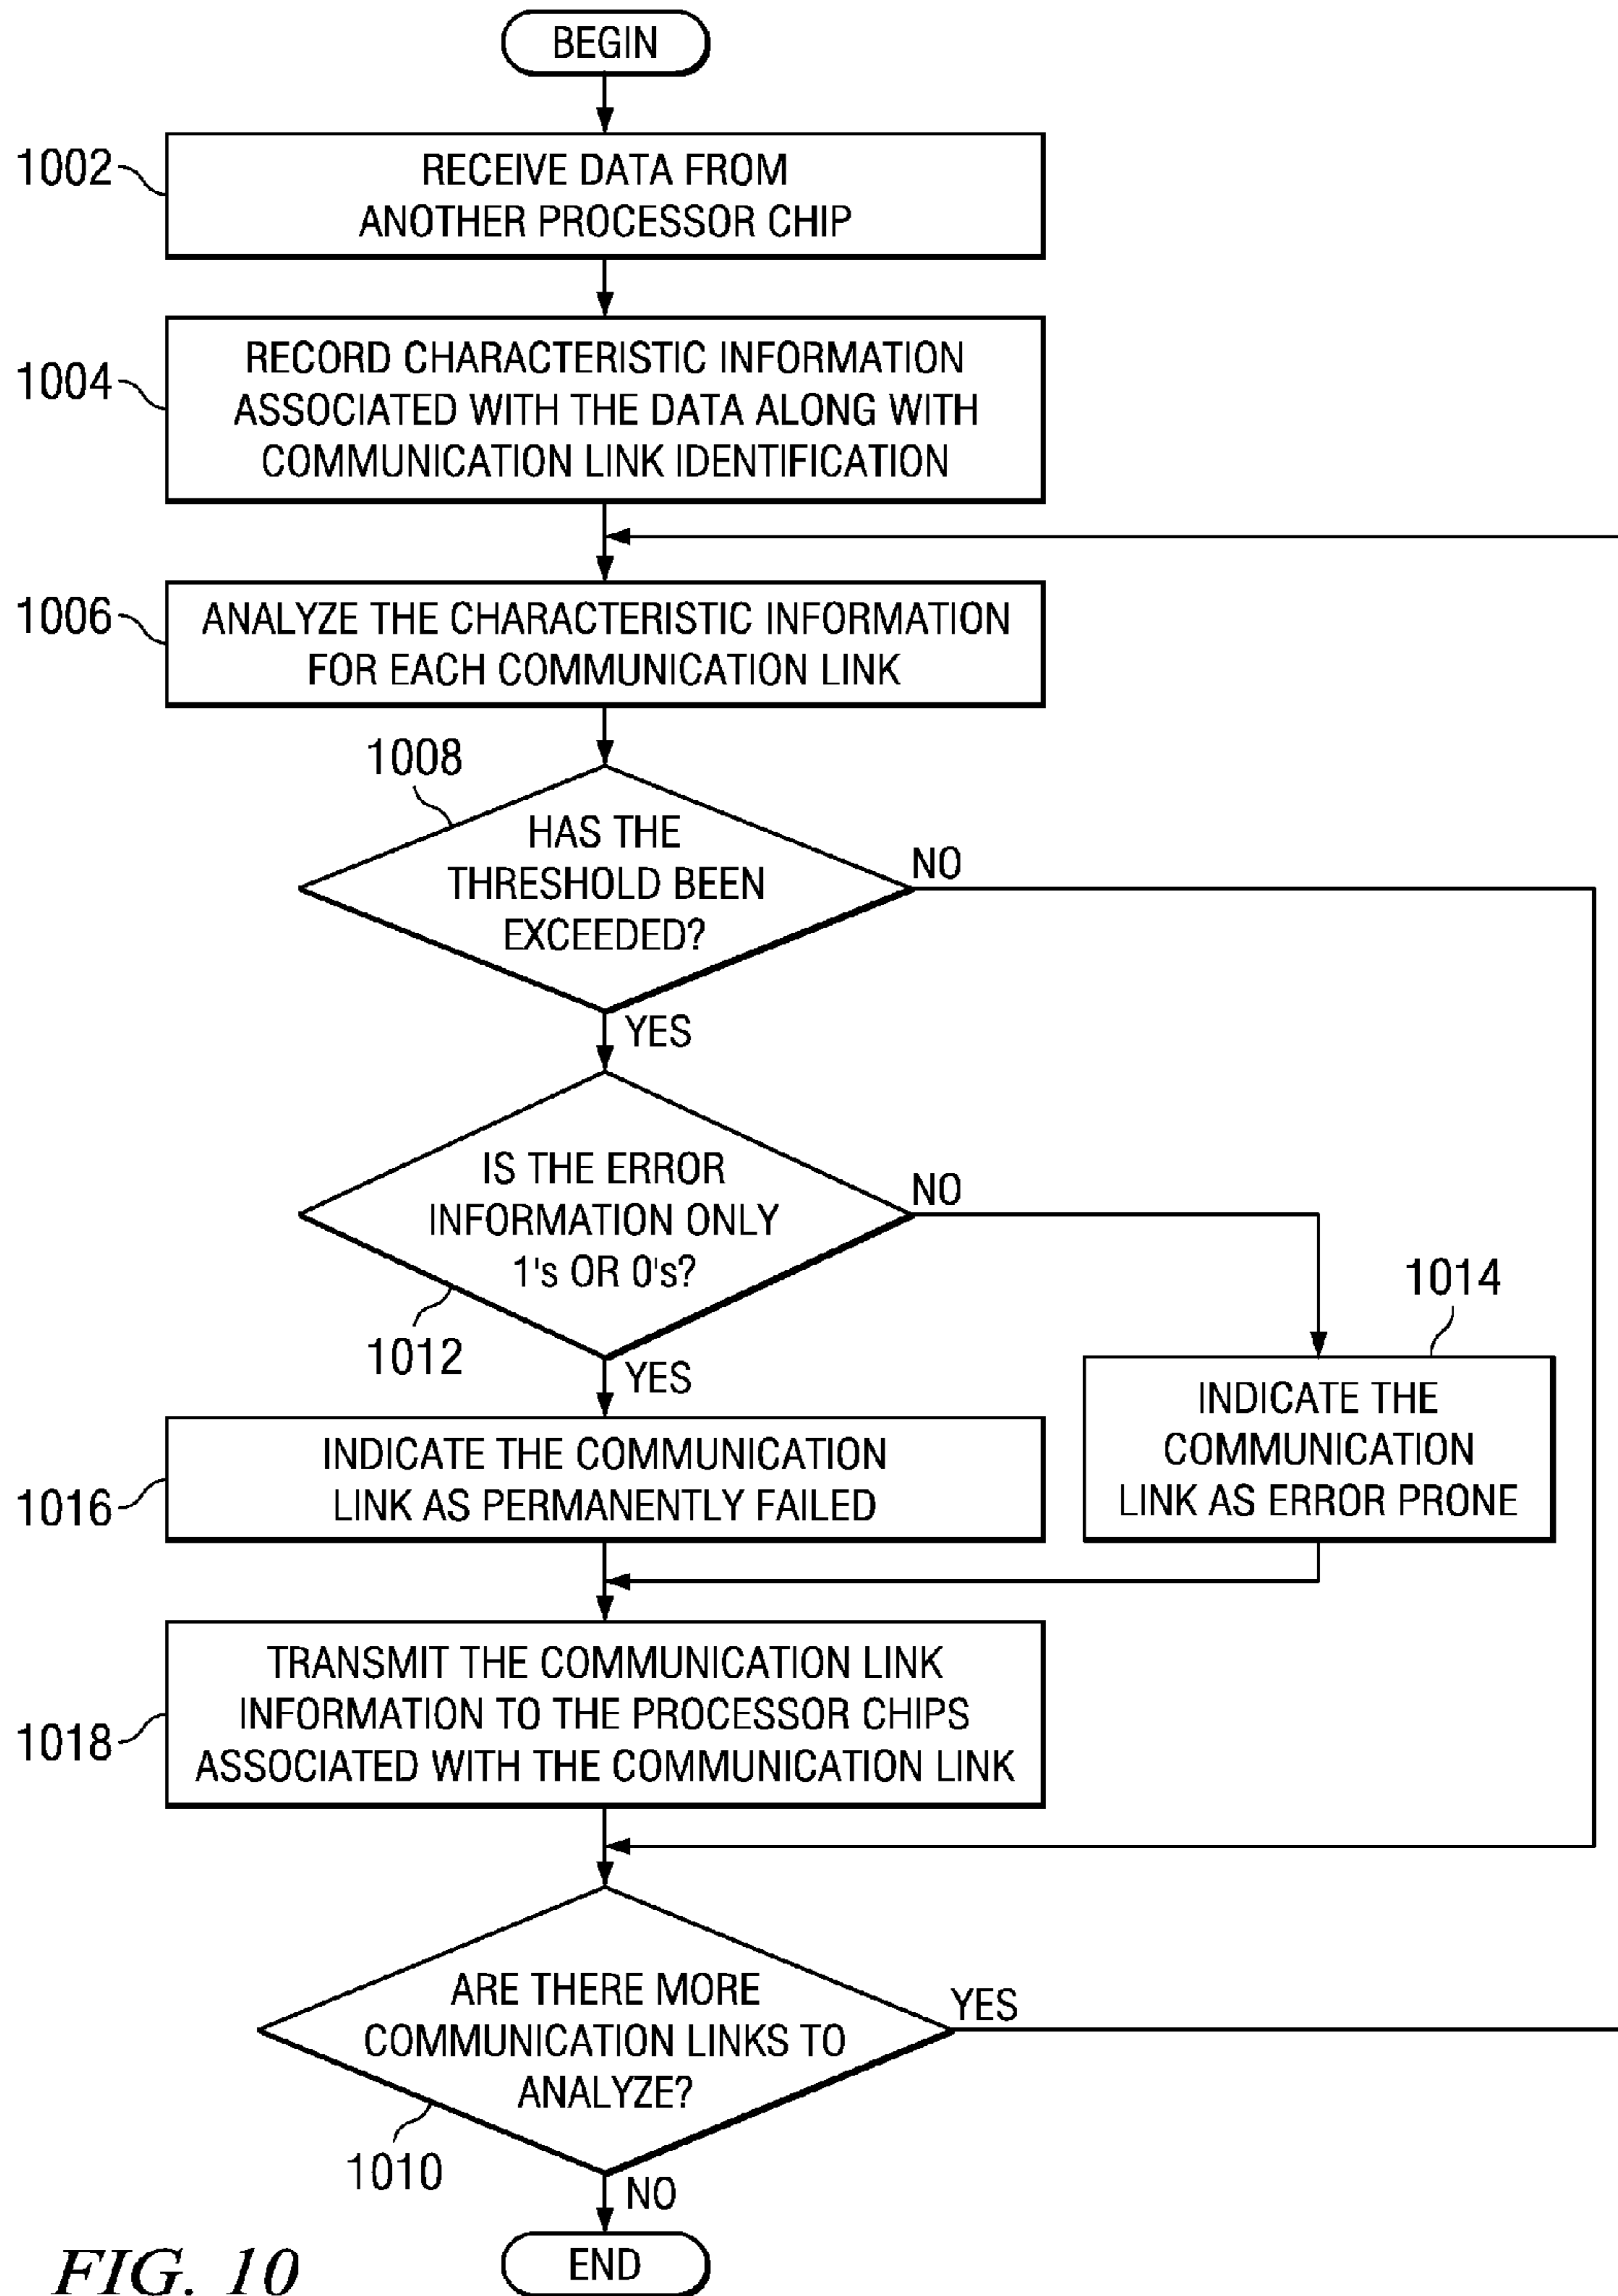 BEGIN
1002
RECEIVE DATA FROM
ANOTHER PROCESSOR CHIP
1004
RECORD CHARACTERISTIC INFORMATION
ASSOCIATED WITH THE DATA ALONG WITH
COMMUNICATION LINK IDENTIFICATION
1006
ANALYZE THE CHARACTERISTIC INFORMATION
FOR EACH COMMUNICATION LINK
1008
HAS THE
THRESHOLD BEEN
EXCEEDED?
NO
YES
IS THE ERROR
INFORMATION ONLY
1's OR 0's?
NO
1012
YES
1014
INDICATE THE
COMMUNICATION
LINK AS ERROR PRONE
1016
INDICATE THE COMMUNICATION
LINK AS PERMANENTLY FAILED
1018
TRANSMIT THE COMMUNICATION LINK
INFORMATION TO THE PROCESSOR CHIPS
ASSOCIATED WITH THE COMMUNICATION LINK
ARE THERE MORE
COMMUNICATION LINKS TO
ANALYZE?
YES
1010
NO
END
FIG. 10